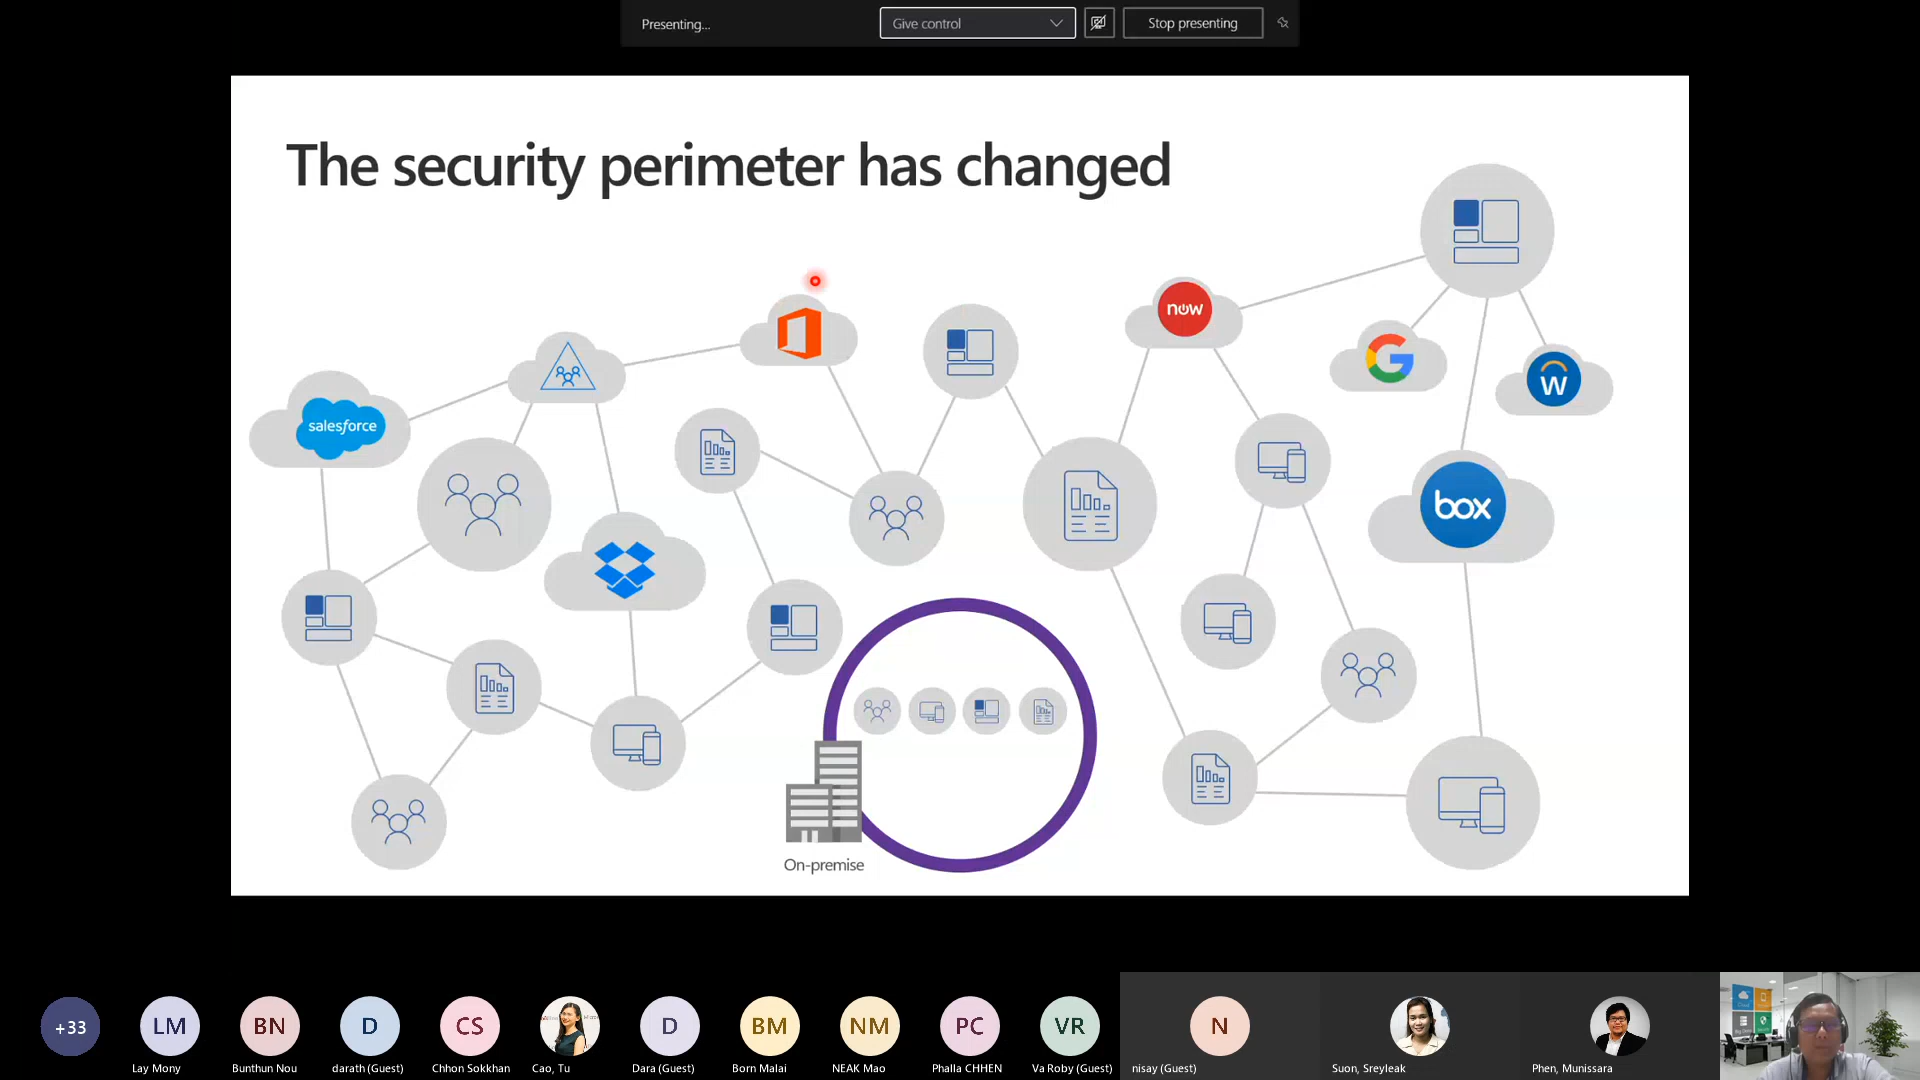 Presenting...
Give control
Stop presenting
The security perimeter has changed
now
salesforce
G
W
box
On-premise
+33
LM
BN
D
CS
D
BM
NM
PC
VR
N
Lay Mony
Bunthun Nou
darath (Guest)
Chhon Sokkhan
Cao, Tu
Dara (Guest)
Born Malai
NEAK Mao
Phalla CHHEN
Va Roby (Guest)
nisay (Guest)
Suon, Sreyleak
Phen, Munissara